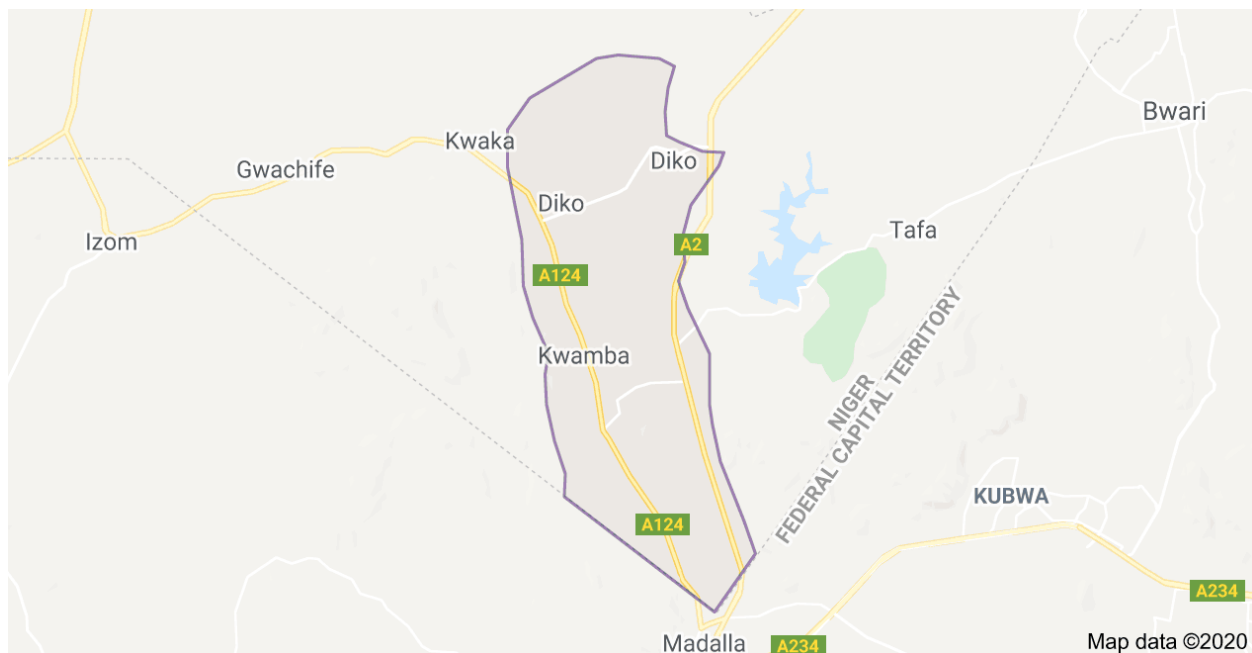 Bwari
Kwaka
Diko
Gwachife
Diko
Tafa
Izom
A2
A124
Kwamba
NIGER
FEDERAL CAPITAL TERRITORY
KUBWA
A124
A234
Madalla
A234
Map data ©2020